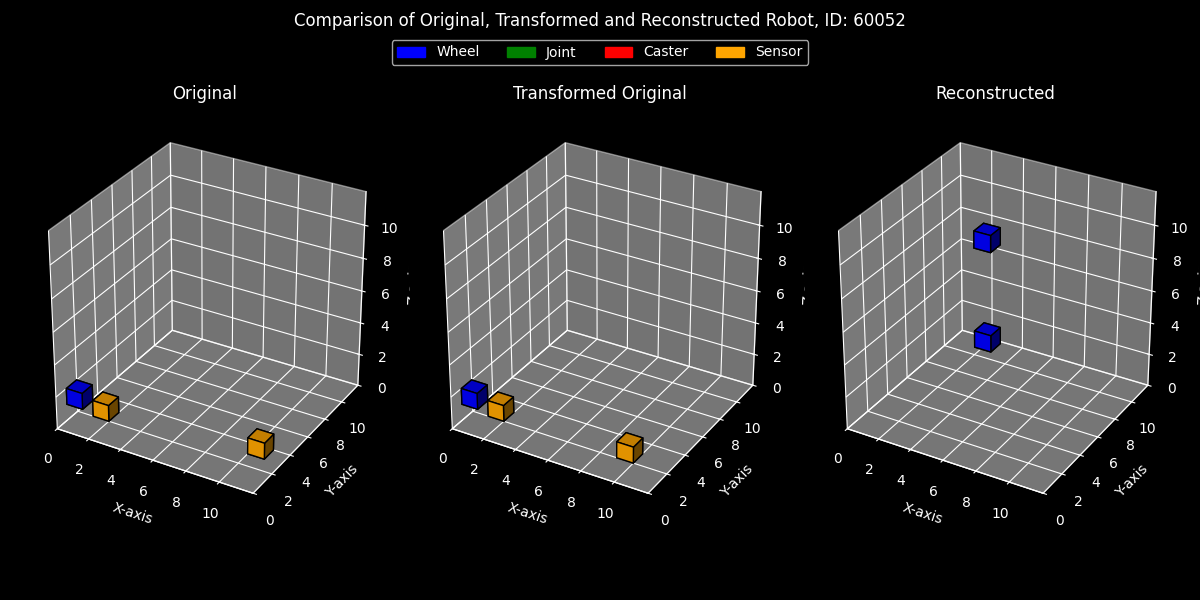 Comparison of Original, Transformed and Reconstructed Robot, ID: 60052
Wheel Joint Caster Sensor
Original Transformed Original Reconstructed
10 10 10
8 8 8
6 6 6
4 4 4
2 2 2
0 0 0
0 2 4 6 8 10 X-axis 0 2 4 6 8 10 Y-axis
0 2 4 6 8 10 X-axis 0 2 4 6 8 10 Y-axis
0 2 4 6 8 10 X-axis 0 2 4 6 8 10 Y-axis